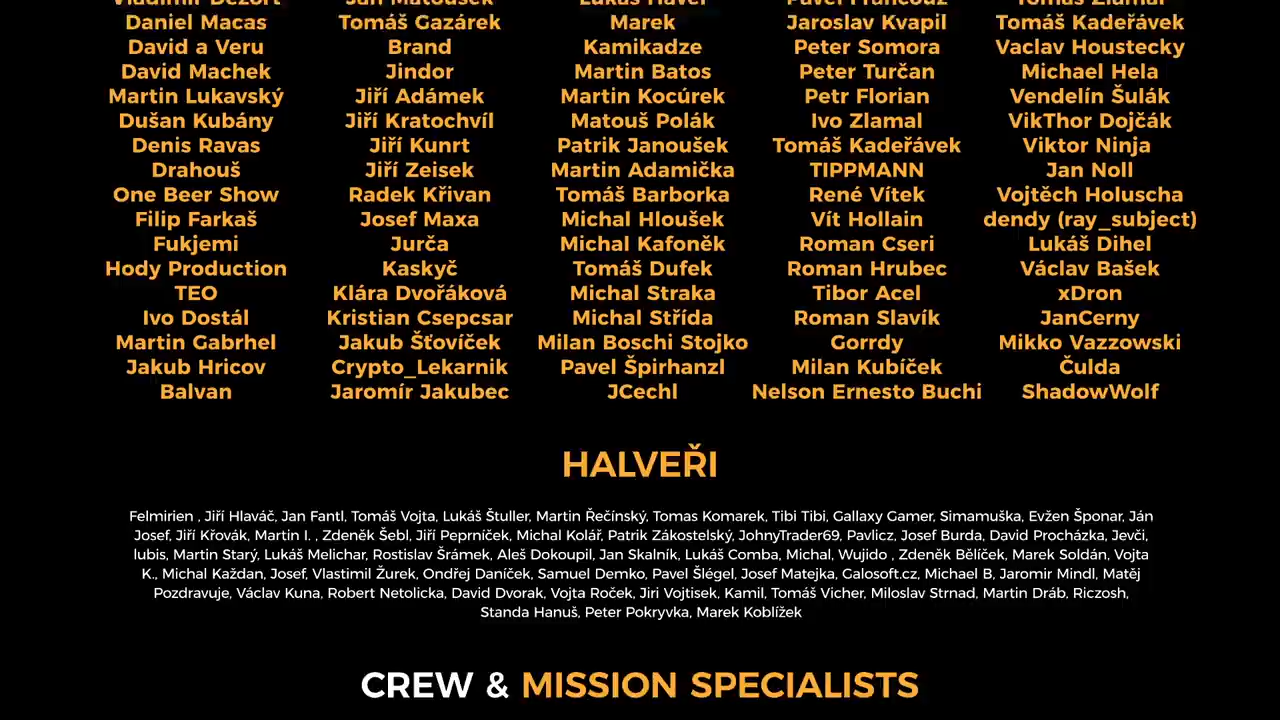 Vladimír Dezort Jan Matoušek Lukáš Havel Pavel Francouz Tomáš Zlámal
Daniel Macas Tomáš Gazárek Marek Jaroslav Kvapil Tomáš Kadeřávek
David a Veru Brand Kamikadze Peter Somora Vaclav Houstecky
David Machek Jindor Martin Batos Peter Turčan Michael Hela
Martin Lukavský Jiří Adámek Martin Kocúrek Petr Florian Vendelín Šulák
Dušan Kubány Jiří Kratochvíl Matouš Polák Ivo Zlamal VikThor Dojčák
Denis Ravas Jiří Kunrt Patrik Janoušek Tomáš Kadeřávek Viktor Ninja
Drahouš Jiří Zeisek Martin Adamička TIPPMANN Jan Noll
One Beer Show Radek Křivan Tomáš Barborka René Vítek Vojtěch Holuscha
Filip Farkaš Josef Maxa Michal Hloušek Vít Hollain dendy (ray_subject)
Fukjemi Jurča Michal Kafoněk Roman Cseri Lukáš Dihel
Hody Production Kaskyč Tomáš Dufek Roman Hrubec Václav Bašek
TEO Klára Dvořáková Michal Straka Tibor Acel xDron
Ivo Dostál Kristian Csepcsar Michal Střída Roman Slavík JanCerny
Martin Gabrhel Jakub Šťovíček Milan Boschi Stojko Gorrdy Mikko Vazzowski
Jakub Hricov Crypto_Lekarnik Pavel Špirhanzl Milan Kubíček Čulda
Balvan Jaromír Jakubec JCechl Nelson Ernesto Buchi ShadowWolf
HALVEŘI
Felmirien , Jiří Hlaváč, Jan Fantl, Tomáš Vojta, Lukáš Štuller, Martin Řečínský, Tomas Komarek, Tibi Tibi, Gallaxy Gamer, Simamuška, Evžen Šponar, Ján
Josef, Jiří Křovák, Martin I. , Zdeněk Šebl, Jiří Peprníček, Michal Kolář, Patrik Zákostelský, JohnyTrader69, Pavlicz, Josef Burda, David Procházka, Jevči,
lubis, Martin Starý, Lukáš Melichar, Rostislav Šrámek, Aleš Dokoupil, Jan Skalník, Lukáš Comba, Michal, Wujido , Zdeněk Bělíček, Marek Soldán, Vojta
K., Michal Každan, Josef, Vlastimil Žurek, Ondřej Daníček, Samuel Demko, Pavel Šlégel, Josef Matejka, Galosoft.cz, Michael B, Jaromir Mindl, Matěj
Pozdravuje, Václav Kuna, Robert Netolicka, David Dvorak, Vojta Roček, Jiri Vojtisek, Kamil, Tomáš Vicher, Miloslav Strnad, Martin Dráb, Riczosh,
Standa Hanuš, Peter Pokryvka, Marek Koblížek
CREW & MISSION SPECIALISTS